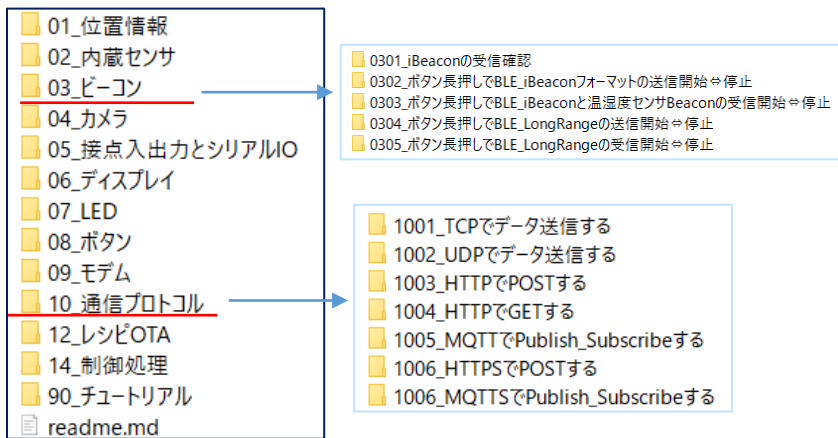 01_位置情報
02_内蔵センサ
03_ビーコン
04_カメラ
05_接点入出力とシリアルIO
06_ディスプレイ
07_LED
08_ボタン
09_モデム
10_通信プロトコル
12_レシピOTA
14_制御処理
90_チュートリアル
readme.md
0301_iBeaconの受信確認
0302_ボタン長押しでBLE_iBeaconフォーマットの送信開始⇔停止
0303_ボタン長押しでBLE_iBeaconと温湿度センサBeaconの受信開始⇔停止
0304_ボタン長押しでBLE_LongRangeの送信開始⇔停止
0305_ボタン長押しでBLE_LongRangeの受信開始⇔停止
1001_TCPでデータ送信する
1002_UDPでデータ送信する
1003_HTTPでPOSTする
1004_HTTPでGETする
1005_MQTTでPublish_Subscribeする
1006_HTTPSでPOSTする
1006_MQTTSでPublish_Subscribeする